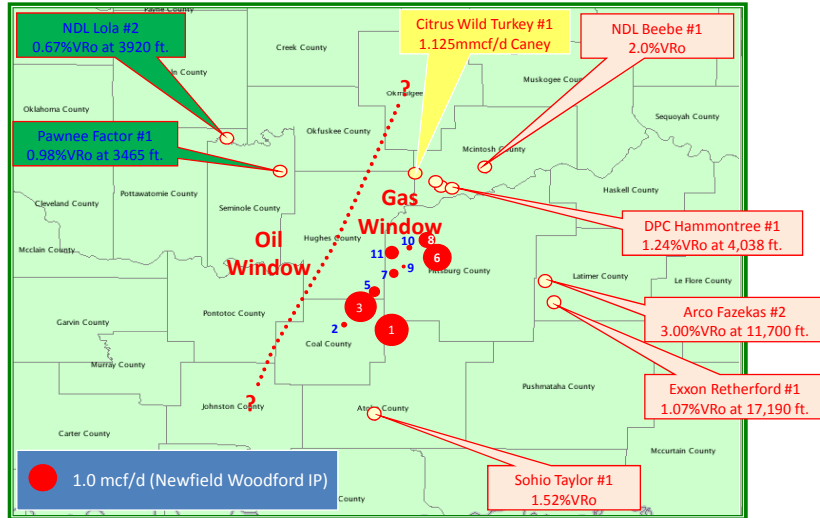 NDL Lola #2
0.67%VRo at 3920 ft.
Citrus Wild Turkey #1
1.125mmcf/d Caney
NDL Beebe #1
2.0%VRo
Payne County
Creek County
Okmulgee
?
Muskogee County
Sequoyah County
ln County
Oklahoma County
Okfuskee County
Pawnee Factor #1
0.98%VRo at 3465 ft.
Mcintosh County
Haskell County
Cleveland County
Pottawatomie County
Seminole County
Gas
Window
Hughes County
Oil
Window
DPC Hammontree #1
1.24%VRo at 4,038 ft.
Mcclain County
10
8
11
6
9
7
Pittsburg County
Latimer County
Le Flore County
5
3
Pontotoc County
Garvin County
2
1
Coal County
Arco Fazekas #2
3.00%VRo at 11,700 ft.
Murray County
Pushmataha County
Exxon Retherford #1
1.07%VRo at 17,190 ft.
?
Johnston County
Atoka County
Carter County
Mccurtain County
1.0 mcf/d (Newfield Woodford IP)
Sohio Taylor #1
1.52%VRo